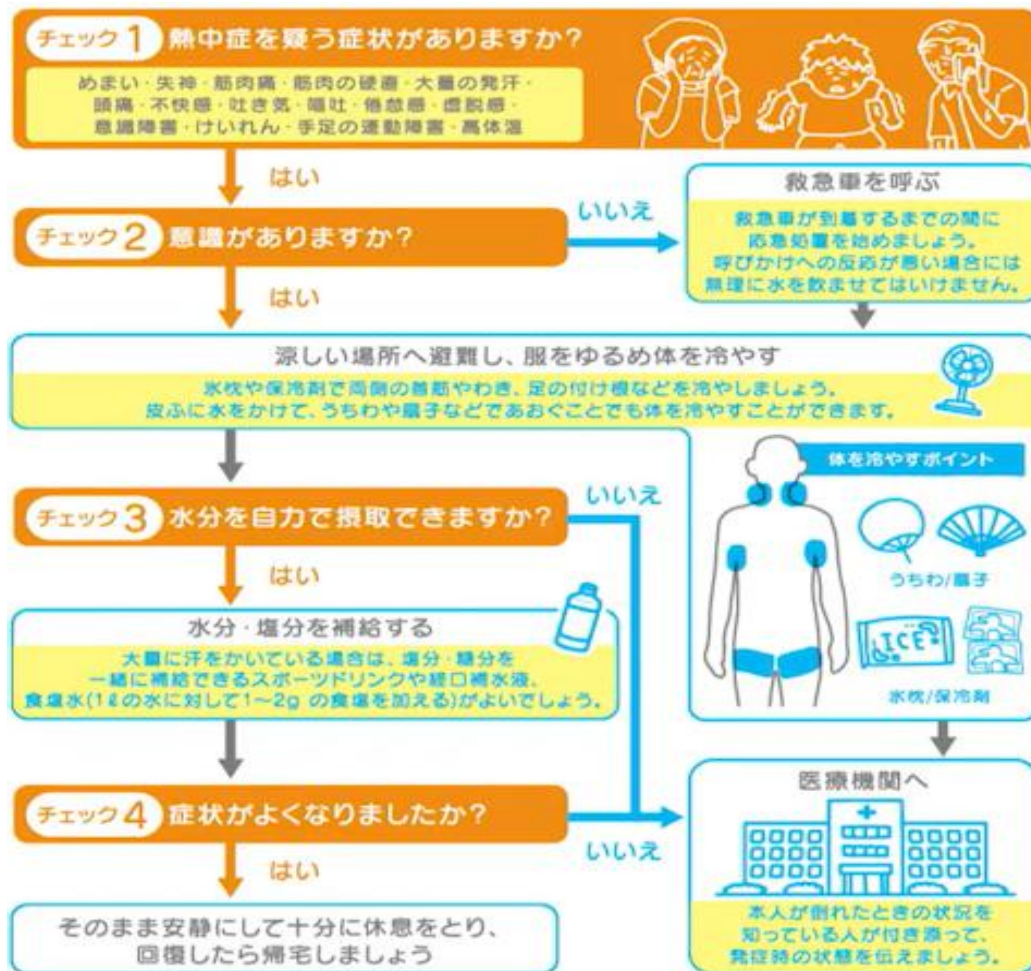 チェック1 熱中症を疑う症状がありますか？
めまい・失神・筋肉痛・筋肉の硬直・大量の発汗・
頭痛・不快感・吐き気・嘔吐・倦怠感・虚脱感・
意識障害・けいれん・手足の運動障害・高体温
はい
チェック2 意識がありますか？
いいえ
救急車を呼ぶ
救急車が到着するまでの間に
応急処置を始めましょう。
呼びかけへの反応が悪い場合には
無理に水を飲ませてはいけません。
はい
涼しい場所へ避難し、服をゆるめ体を冷やす
氷枕や保冷剤で両側の首筋やわき、足の付け根などを冷やしましょう。
皮ふに水をかけて、うちわや扇子などであおぐことでも体を冷やすことができます。
体を冷やすポイント
うちわ/扇子
ICE
氷枕/保冷剤
チェック3 水分を自力で摂取できますか？
いいえ
はい
水分・塩分を補給する
大量に汗をかいている場合は、塩分・糖分を
一緒に補給できるスポーツドリンクや経口補水液、
食塩水(1ℓの水に対して1～2gの食塩を加える)がよいでしょう。
チェック4 症状がよくなりましたか？
いいえ
はい
そのまま安静にして十分に休息をとり、
回復したら帰宅しましょう
医療機関へ
本人が倒れたときの状況を
知っている人が付き添って、
発症時の状態を伝えましょう。